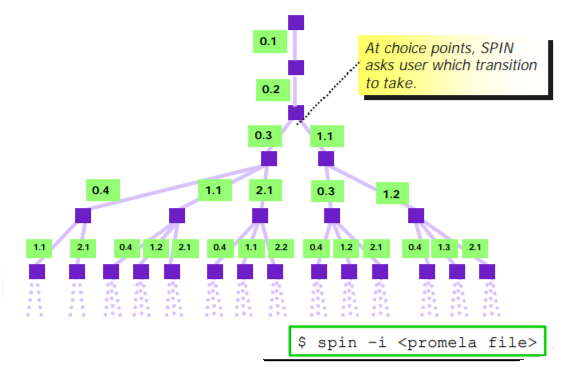 0.1
At choice points, SPIN
asks user which transition
to take.
0.2
0.3 1.1
0.4 1.1 2.1 0.3 1.2
1.1 2.1 0.4 1.2 2.1 0.4 1.1 2.2 0.4 1.2 2.1 0.4 1.3 2.1
$ spin -i <promela file>